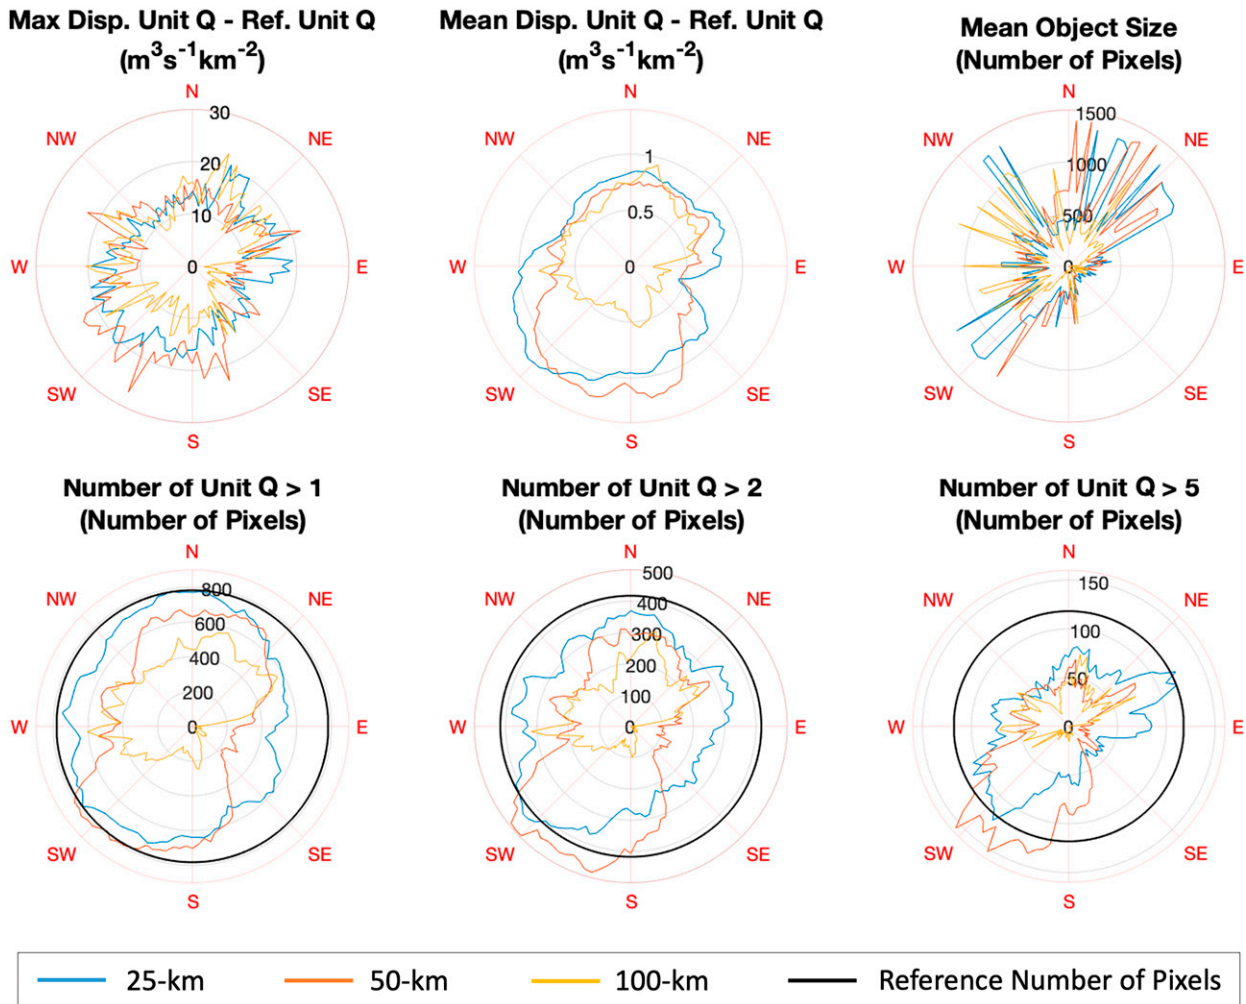 Max Disp. Unit Q - Ref. Unit Q
(m³s⁻¹km⁻²)
N
30
NW
NE
20
10
W
0
E
SW
SE
S
Mean Disp. Unit Q - Ref. Unit Q
(m³s⁻¹km⁻²)
N
NW
NE
1
0.5
W
0
E
SW
SE
S
Mean Object Size
(Number of Pixels)
N
1500
NW
NE
1000
500
W
0
E
SW
SE
S
Number of Unit Q > 1
(Number of Pixels)
N
800
NW
NE
600
400
200
W
0
E
SW
SE
S
Number of Unit Q > 2
(Number of Pixels)
N
500
NW
NE
400
300
200
100
W
0
E
SW
SE
S
Number of Unit Q > 5
(Number of Pixels)
N
150
NW
NE
100
50
W
0
E
SW
SE
S
25-km
50-km
100-km
Reference Number of Pixels